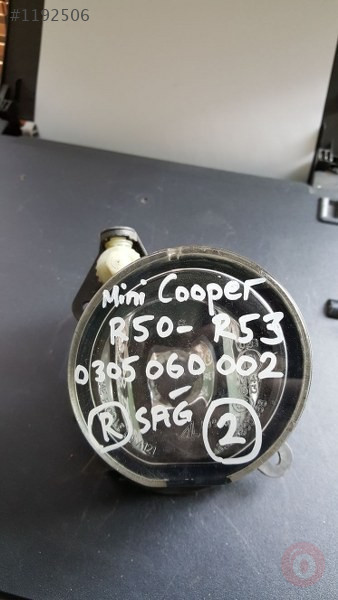 #1192506
Mini Cooper
R50- R53
0305 060 002
-
R SAĞ 2